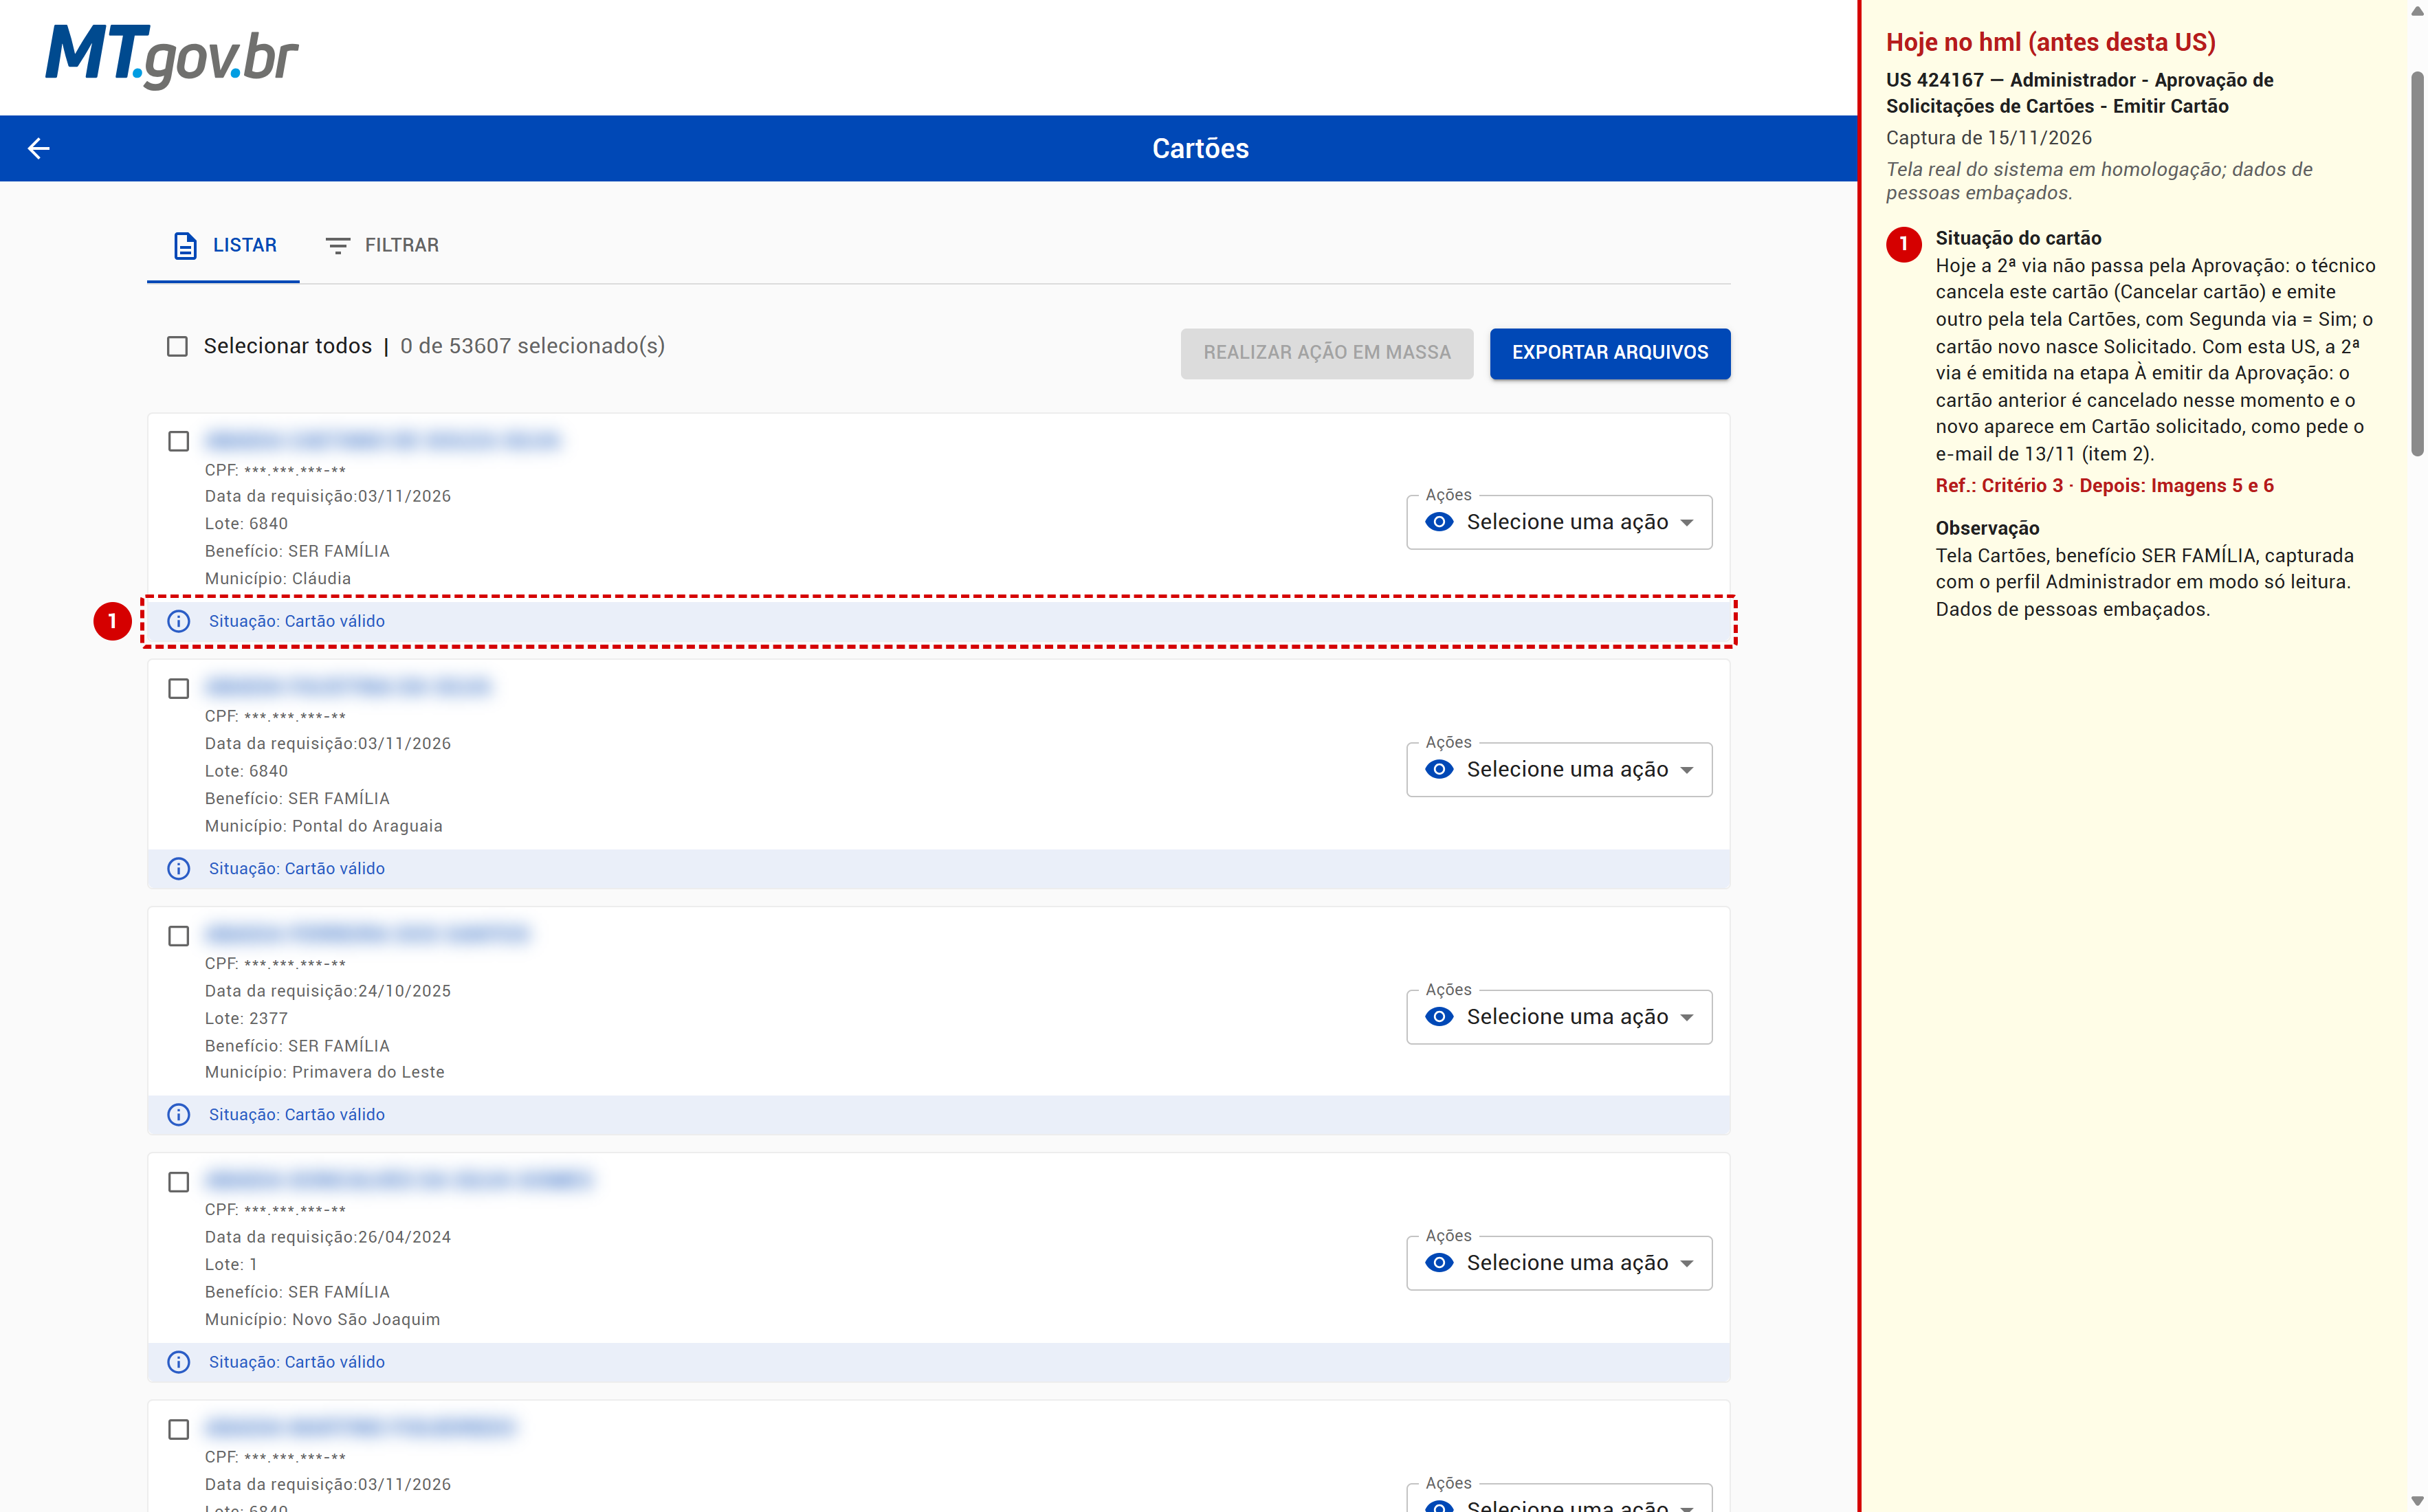 MT.gov.br
Cartões
LISTAR
FILTRAR
Selecionar todos | 0 de 53607 selecionado(s)
REALIZAR AÇÃO EM MASSA
EXPORTAR ARQUIVOS
CPF: ***.***.***-**
Data da requisição:03/11/2026
Lote: 6840
Benefício: SER FAMÍLIA
Município: Cláudia
Ações
Selecione uma ação
1
Situação: Cartão válido
CPF: ***.***.***-**
Data da requisição:03/11/2026
Lote: 6840
Benefício: SER FAMÍLIA
Município: Pontal do Araguaia
Ações
Selecione uma ação
Situação: Cartão válido
CPF: ***.***.***-**
Data da requisição:24/10/2025
Lote: 2377
Benefício: SER FAMÍLIA
Município: Primavera do Leste
Ações
Selecione uma ação
Situação: Cartão válido
CPF: ***.***.***-**
Data da requisição:26/04/2024
Lote: 1
Benefício: SER FAMÍLIA
Município: Novo São Joaquim
Ações
Selecione uma ação
Situação: Cartão válido
CPF: ***.***.***-**
Data da requisição:03/11/2026
Lote: 6840
Ações
Selecione uma ação
Hoje no hml (antes desta US)
US 424167 — Administrador - Aprovação de
Solicitações de Cartões - Emitir Cartão
Captura de 15/11/2026
Tela real do sistema em homologação; dados de
pessoas embaçados.
1
Situação do cartão
Hoje a 2ª via não passa pela Aprovação: o técnico
cancela este cartão (Cancelar cartão) e emite
outro pela tela Cartões, com Segunda via = Sim; o
cartão novo nasce Solicitado. Com esta US, a 2ª
via é emitida na etapa À emitir da Aprovação: o
cartão anterior é cancelado nesse momento e o
novo aparece em Cartão solicitado, como pede o
e-mail de 13/11 (item 2).
Ref.: Critério 3 · Depois: Imagens 5 e 6
Observação
Tela Cartões, benefício SER FAMÍLIA, capturada
com o perfil Administrador em modo só leitura.
Dados de pessoas embaçados.